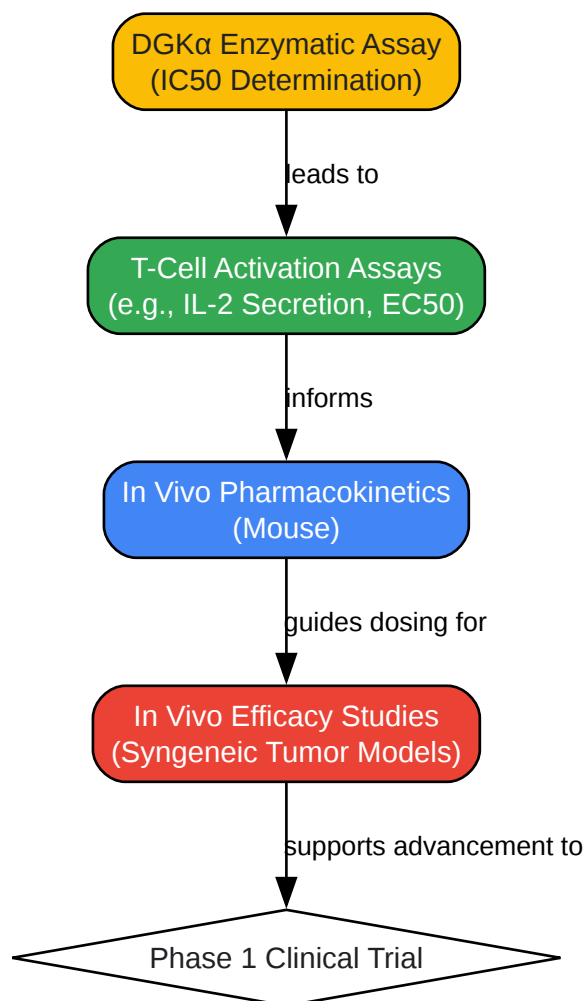 DGKα Enzymatic Assay
(IC50 Determination)
leads to
T-Cell Activation Assays
(e.g., IL-2 Secretion, EC50)
informs
In Vivo Pharmacokinetics
(Mouse)
guides dosing for
In Vivo Efficacy Studies
(Syngeneic Tumor Models)
supports advancement to
Phase 1 Clinical Trial